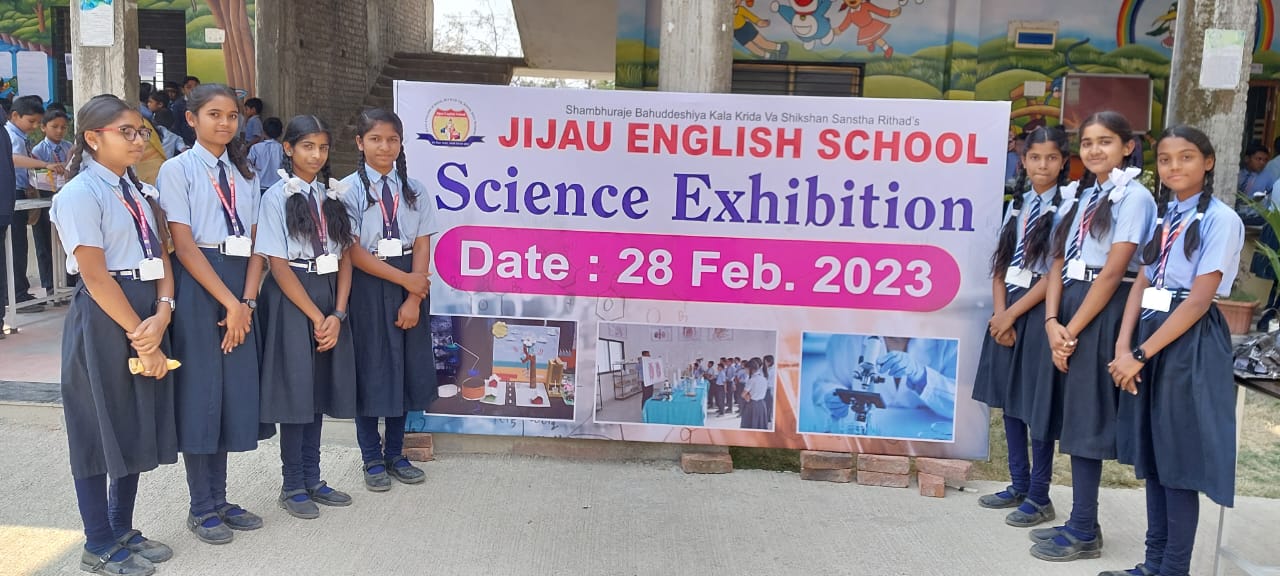 Shambhuraje Bahuddeshiya Kala Krida Va Shikshan Sanstha Rithad's
JIJAU ENGLISH SCHOOL
Science Exhibition
Date : 28 Feb. 2023